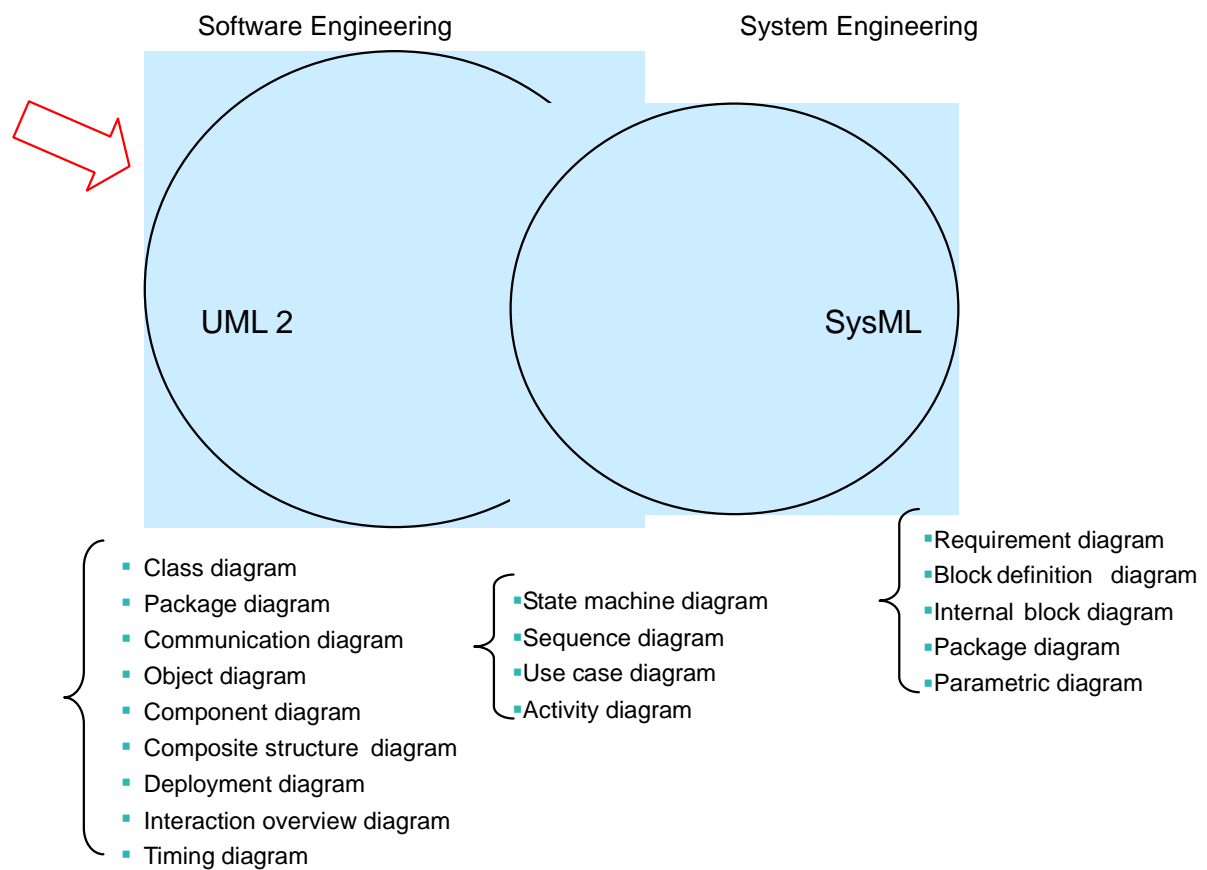 Software Engineering
System Engineering
UML 2
SysML
Class diagram
Package diagram
Communication diagram
Object diagram
Component diagram
Composite structure diagram
Deployment diagram
Interaction overview diagram
Timing diagram
State machine diagram
Sequence diagram
Use case diagram
Activity diagram
Requirement diagram
Block definition diagram
Internal block diagram
Package diagram
Parametric diagram